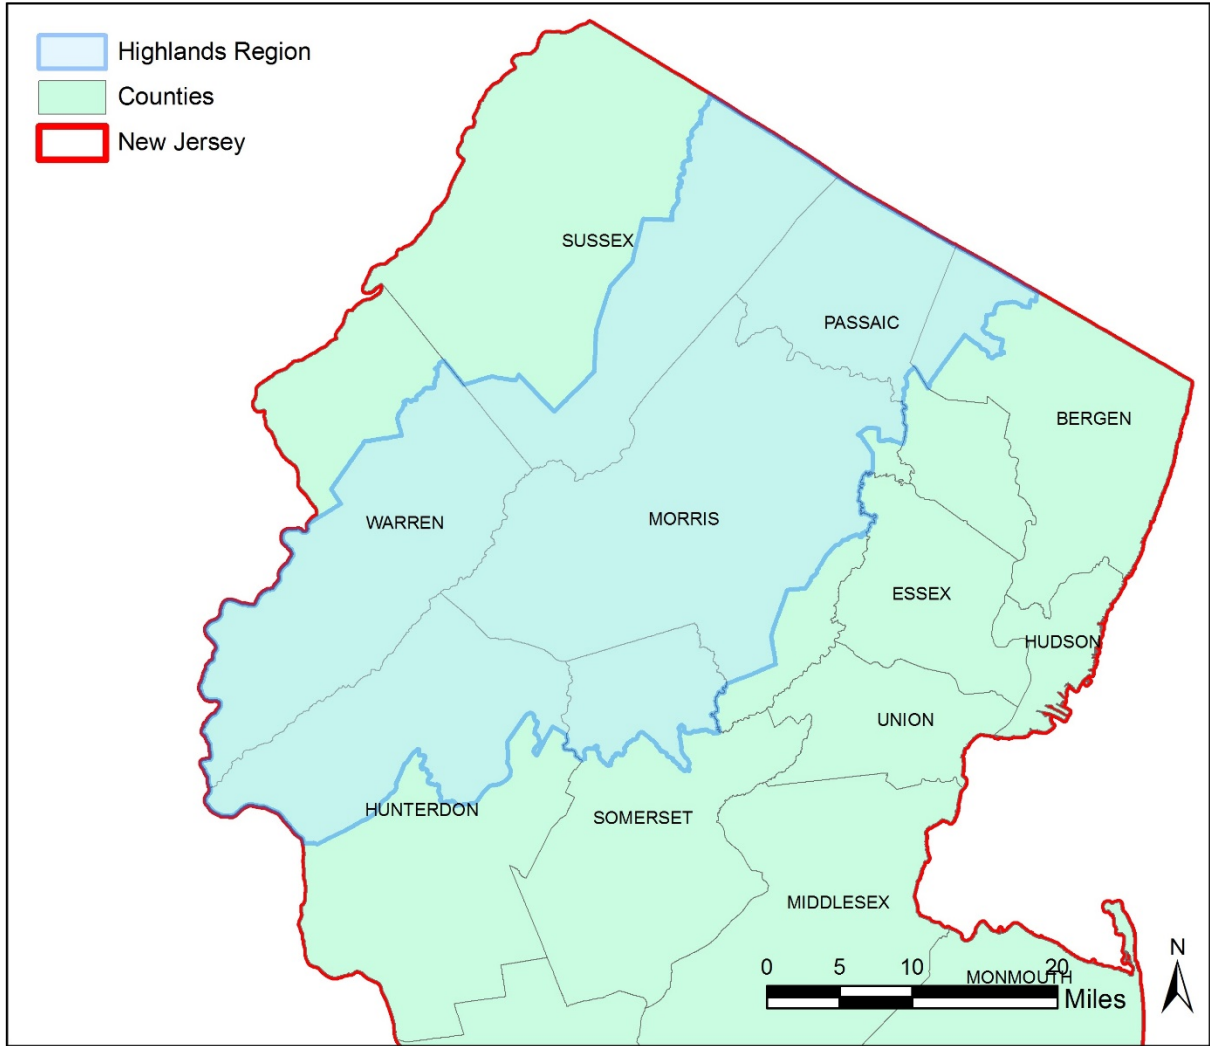 Highlands Region
Counties
New Jersey
SUSSEX
PASSAIC
BERGEN
WARREN
MORRIS
ESSEX
HUDSON
UNION
HUNTERDON
SOMERSET
MIDDLESEX
N
0 5 10 20
MONMOUTH
Miles